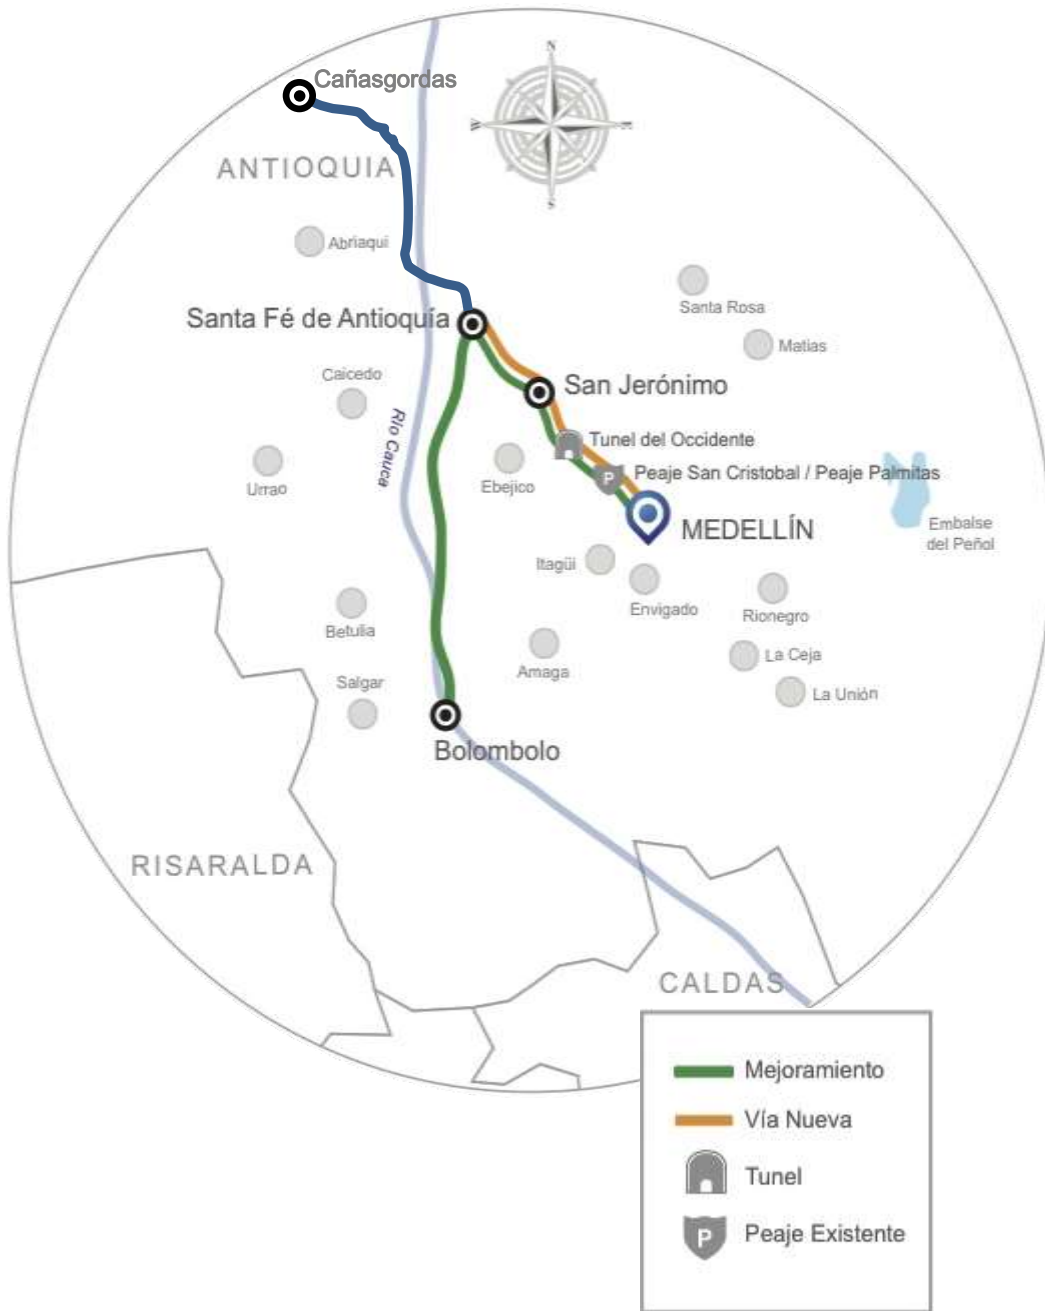 Cañasgordas
N
W
S
ANTIOQUIA
Abriaqui
Santa Rosa
Santa Fé de Antioquía
Matias
Caicedo
San Jerónimo
Río Cauca
Tunel del Occidente
Peaje San Cristobal / Peaje Palmitas
P
Ebejico
Urrao
MEDELLÍN
Embalse
del Peñol
Itagüi
Envigado
Rionegro
Betulia
La Ceja
Amaga
Salgar
La Unión
Bolombolo
RISARALDA
CALDAS
Mejoramiento
Vía Nueva
Tunel
P
Peaje Existente